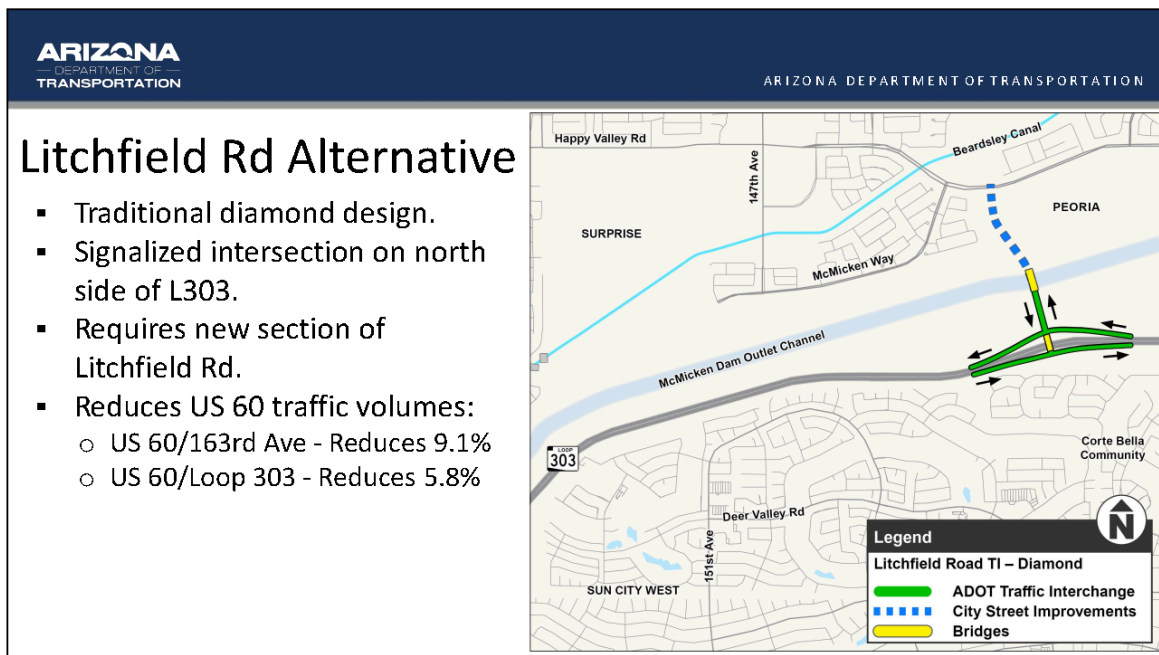 ARIZONA
DEPARTMENT OF
TRANSPORTATION
ARIZONA DEPARTMENT OF TRANSPORTATION
Litchfield Rd Alternative
▪ Traditional diamond design.
▪ Signalized intersection on north
side of L303.
▪ Requires new section of
Litchfield Rd.
▪ Reduces US 60 traffic volumes:
o US 60/163rd Ave - Reduces 9.1%
o US 60/Loop 303 - Reduces 5.8%
Happy Valley Rd
147th Ave
Beardsley Canal
SURPRISE
PEORIA
McMicken Way
McMicken Dam Outlet Channel
LOOP
303
Corte Bella
Community
Deer Valley Rd
151st Ave
SUN CITY WEST
N
Legend
Litchfield Road TI – Diamond
ADOT Traffic Interchange
City Street Improvements
Bridges